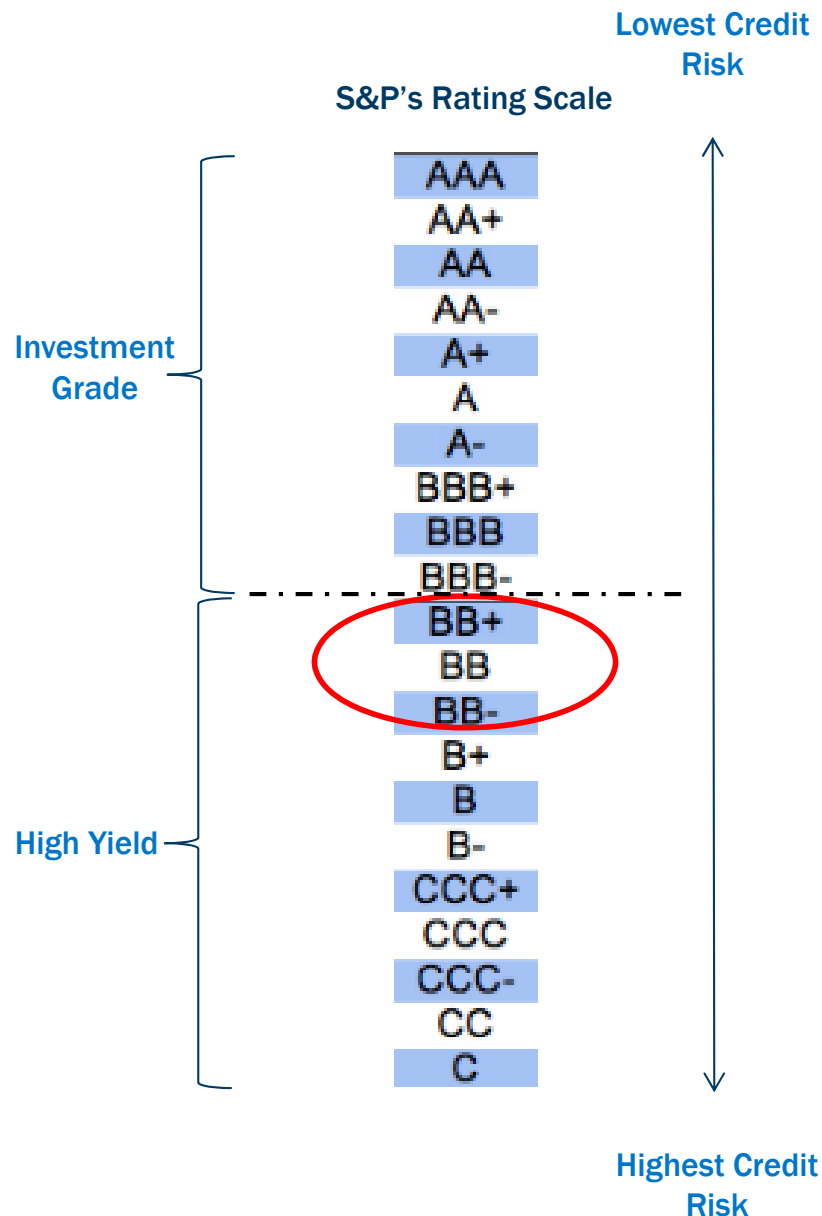 Lowest Credit
Risk
S&P's Rating Scale
AAA
AA+
AA
AA-
A+
A
A-
BBB+
BBB
BBB-
Investment
Grade
BB+
BB
BB-
B+
B
B-
CCC+
CCC
CCC-
CC
C
High Yield
Highest Credit
Risk